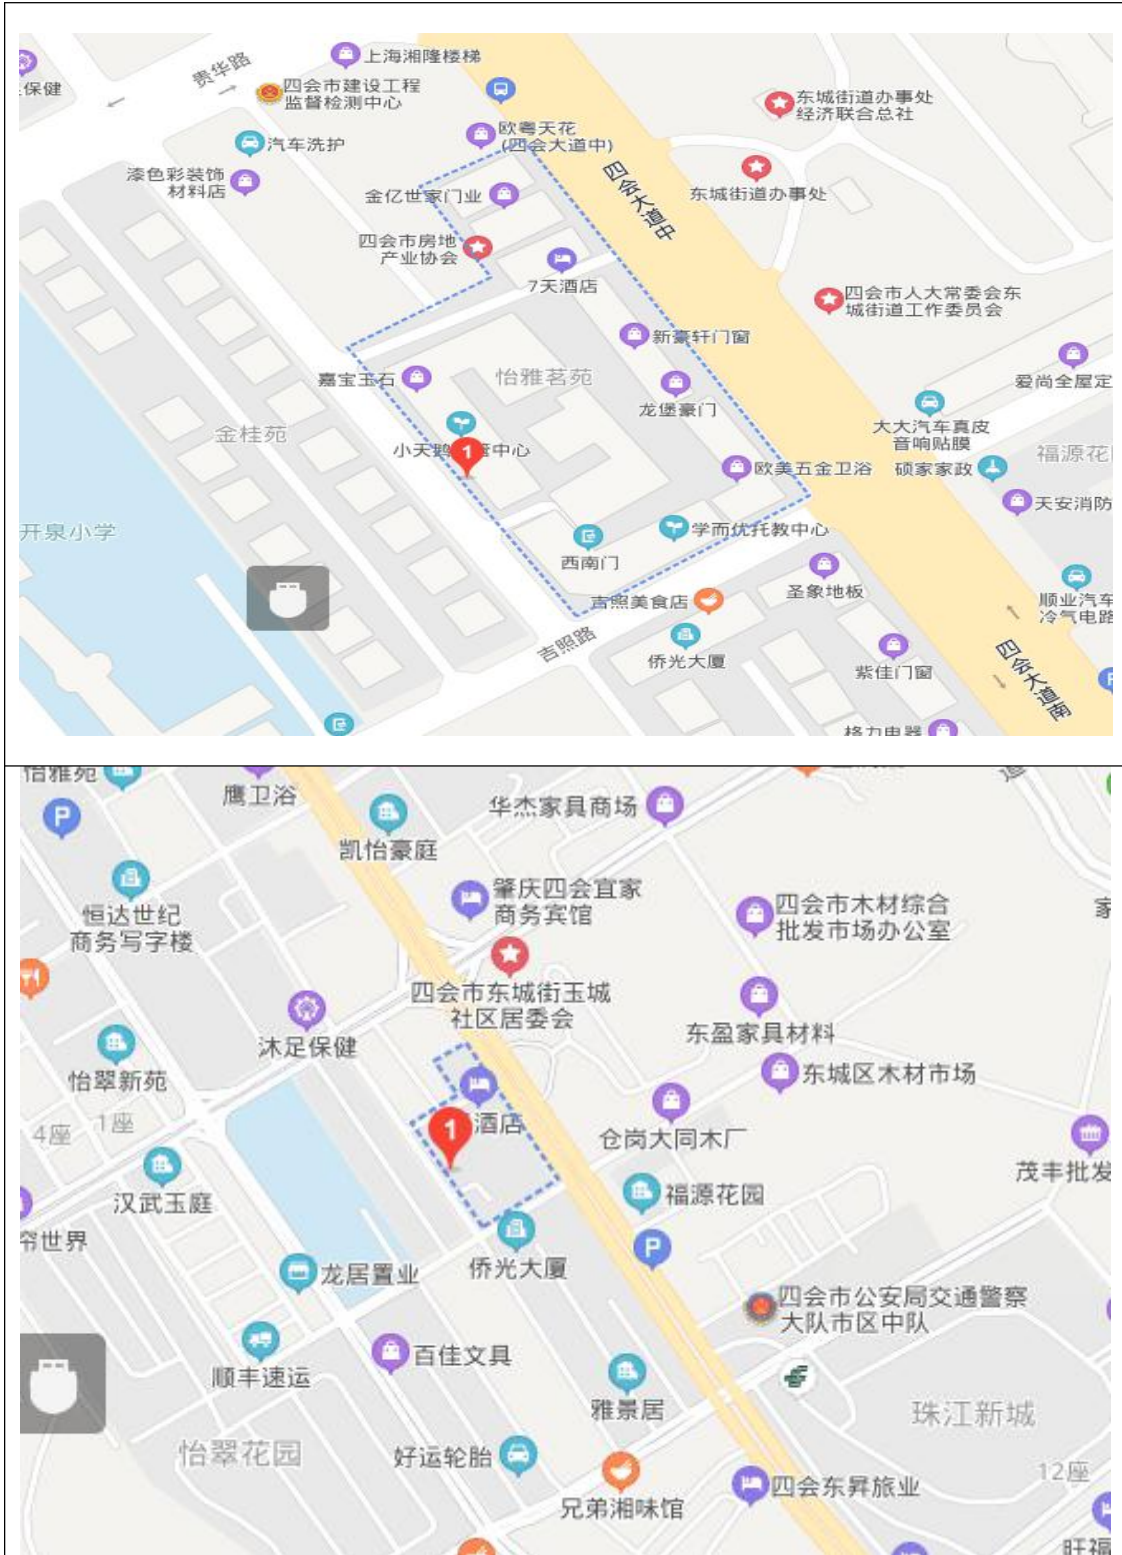 上海湘隆楼梯
贵华路
保健
四会市建设工程
监督检测中心
东城街道办事处
经济联合总社
欧粤天花
(四会大道中)
汽车洗护
漆色彩装饰
材料店
四会大道中
东城街道办事处
金亿世家门业
四会市房地
产业协会
7天酒店
四会市人大常委会东
城街道工作委员会
新豪轩门窗
嘉宝玉石
怡雅茗苑
爱尚全屋定
龙堡豪门
大大汽车真皮
音响贴膜
金桂苑
小天鹅
管中心
1
福源花
欧美五金卫浴
硕家家政
天安消防
开泉小学
学而优托教中心
西南门
圣象地板
吉照美食店
顺业汽车
冷气电路
吉照路
侨光大厦
紫佳门窗
四会大道南
格力电器
怡雅苑
鹰卫浴
华杰家具商场
道
P
凯怡豪庭
肇庆四会宜家
商务宾馆
四会市木材综合
批发市场办公室
家
恒达世纪
商务写字楼
四会市东城街玉城
社区居委会
沐足保健
东盈家具材料
怡翠新苑
东城区木材市场
1座
4座
1
酒店
仓岗大同木厂
茂丰批发
汉武玉庭
福源花园
帘世界
龙居置业
侨光大厦
P
四会市公安局交通警察
大队市区中队
顺丰速运
百佳文具
雅景居
珠江新城
怡翠花园
好运轮胎
12座
四会东昇旅业
兄弟湘味馆
旺福